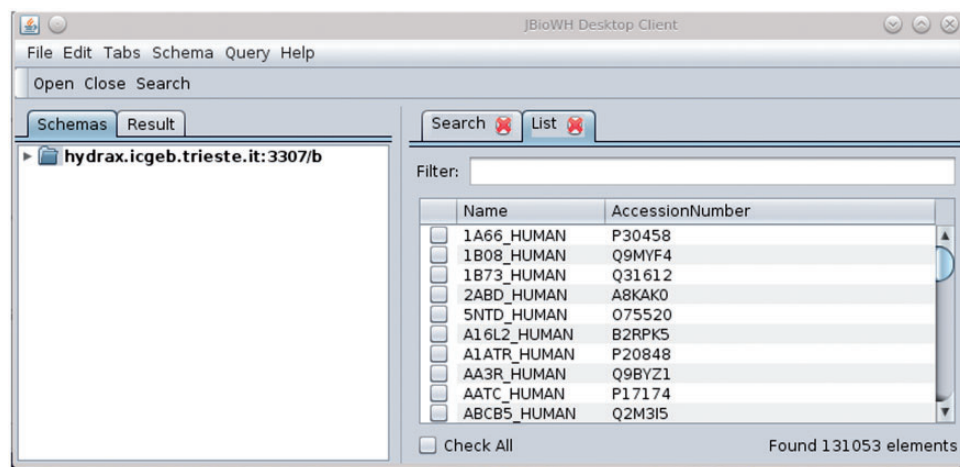 JBioWH Desktop Client
File Edit Tabs Schema Query Help
Open Close Search
Schemas Result
hydrax.icgeb.trieste.it:3307/b
Search List
Filter:
Name AccessionNumber
1A66_HUMAN P30458
1B08_HUMAN Q9MYF4
1B73_HUMAN Q31612
2ABD_HUMAN A8KAK0
5NTD_HUMAN O75520
A16L2_HUMAN B2RPK5
A1ATR_HUMAN P20848
AA3R_HUMAN Q9BYZ1
AATC_HUMAN P17174
ABCB5_HUMAN Q2M3I5
Check All Found 131053 elements